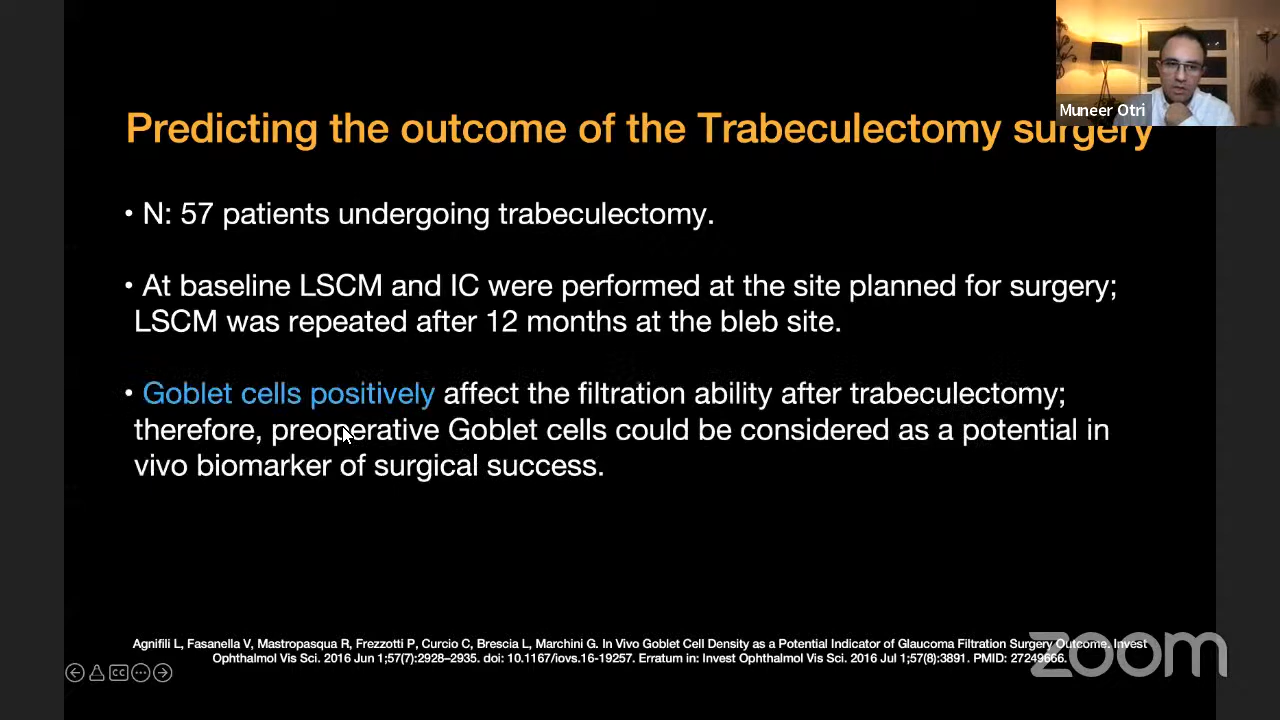 Muneer Otri
Predicting the outcome of the Trabeculectomy surgery
• N: 57 patients undergoing trabeculectomy.
• At baseline LSCM and IC were performed at the site planned for surgery;
LSCM was repeated after 12 months at the bleb site.
• Goblet cells positively affect the filtration ability after trabeculectomy;
therefore, preoperative Goblet cells could be considered as a potential in
vivo biomarker of surgical success.
Agnifili L, Fasanella V, Mastropasqua R, Frezzotti P, Curcio C, Brescia L, Marchini G. In Vivo Goblet Cell Density as a Potential Indicator of Glaucoma Filtration Surgery Outcome. Invest
Ophthalmol Vis Sci. 2016 Jun 1;57(7):2928–2935. doi: 10.1167/iovs.16-19257. Erratum in: Invest Ophthalmol Vis Sci. 2016 Jul 1;57(8):3891. PMID: 27249666.
zoom
CC